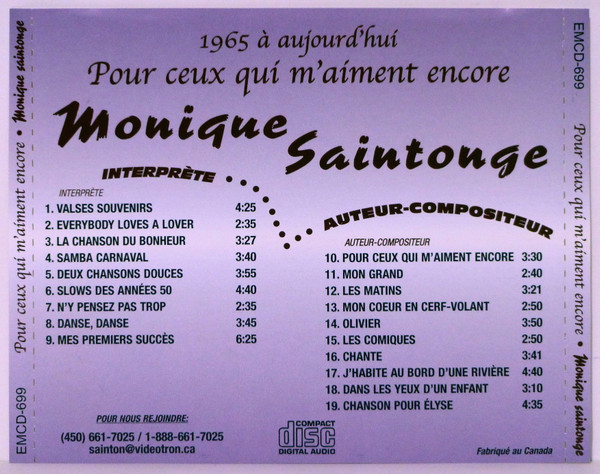 1965 à aujourd'hui
Pour ceux qui m'aiment encore
Monique Saintonge
INTERPRÈTE
INTERPRÈTE
1. VALSES SOUVENIRS 4:25
2. EVERYBODY LOVES A LOVER 2:35
3. LA CHANSON DU BONHEUR 3:27
4. SAMBA CARNAVAL 3:40
5. DEUX CHANSONS DOUCES 3:55
6. SLOWS DES ANNÉES 50 4:40
7. N'Y PENSEZ PAS TROP 2:35
8. DANSE, DANSE 3:45
9. MES PREMIERS SUCCÈS 6:25
AUTEUR-COMPOSITEUR
AUTEUR-COMPOSITEUR
10. POUR CEUX QUI M'AIMENT ENCORE 3:30
11. MON GRAND 2:40
12. LES MATINS 3:21
13. MON COEUR EN CERF-VOLANT 2:50
14. OLIVIER 3:50
15. LES COMIQUES 2:50
16. CHANTE 3:41
17. J'HABITE AU BORD D'UNE RIVIÈRE 4:40
18. DANS LES YEUX D'UN ENFANT 3:10
19. CHANSON POUR ÉLYSE 4:35
POUR NOUS REJOINDRE:
(450) 661-7025 / 1-888-661-7025
sainton@videotron.ca
COMPACT
disc
DIGITAL AUDIO
Fabriqué au Canada
EMCD-699 Pour ceux qui m'aiment encore • Monique Saintonge
EMCD-699 Pour ceux qui m'aiment encore • Monique Saintonge